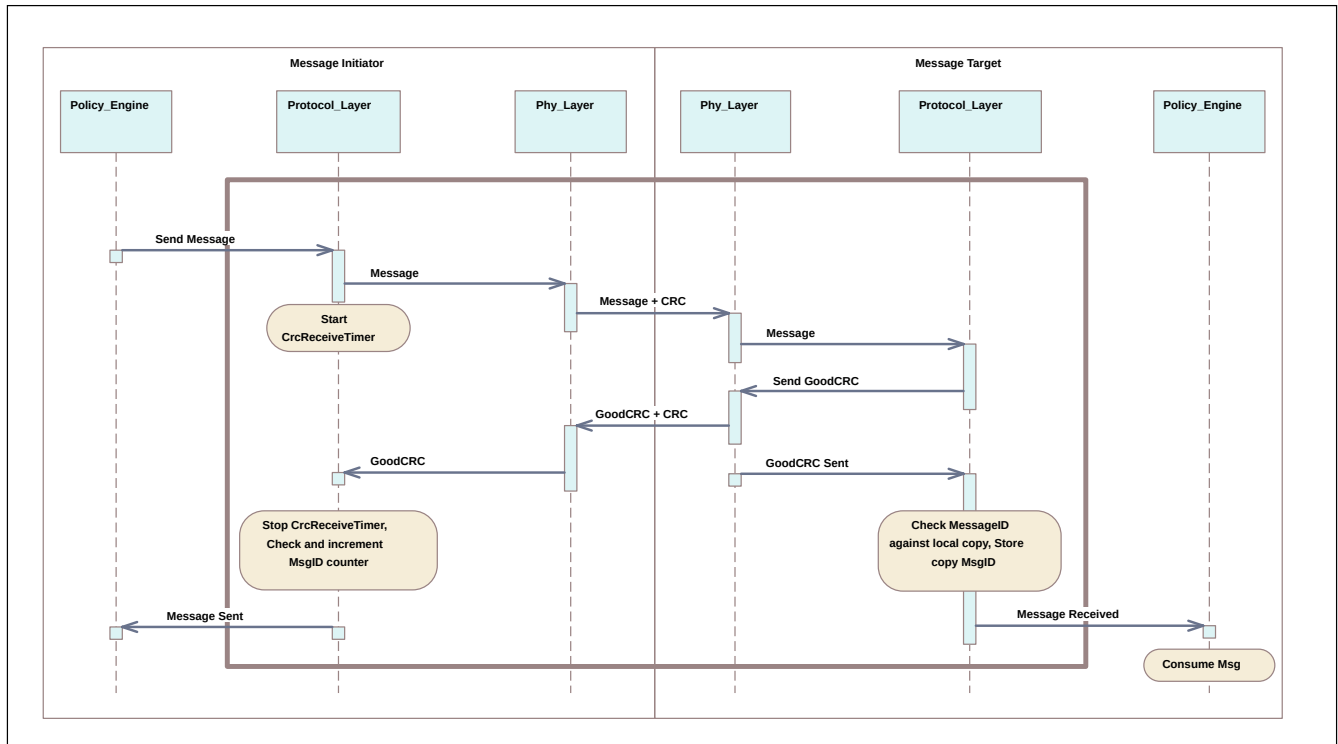 Message Initiator
Message Target
Policy_Engine
Protocol_Layer
Phy_Layer
Phy_Layer
Protocol_Layer
Policy_Engine
Send Message
Message
Message + CRC
Start
CrcReceiveTimer
Message
Send GoodCRC
GoodCRC + CRC
GoodCRC
GoodCRC Sent
Stop CrcReceiveTimer,
Check and increment
MsgID counter
Check MessageID
against local copy, Store
copy MsgID
Message Sent
Message Received
Consume Msg